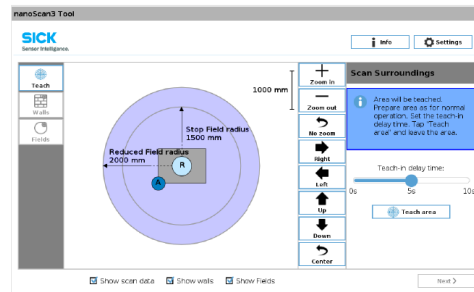 nanoScan3 Tool
SICK
Sensor Intelligence.
Info
Settings
Teach
Walls
Fields
1000 mm
Stop Field radius
1500 mm
Reduced Field radius
2000 mm
R
A
Zoom in
Zoom out
No zoom
Right
Left
Up
Down
Center
Scan Surroundings
Area will be teached.
Prepare area as for normal
operation. Set the teach-in
delay time. Tap 'Teach
area' and leave the area.
Teach-in delay time:
0s 5s 10s
Teach area
Show scan data Show walls Show Fields
Next >